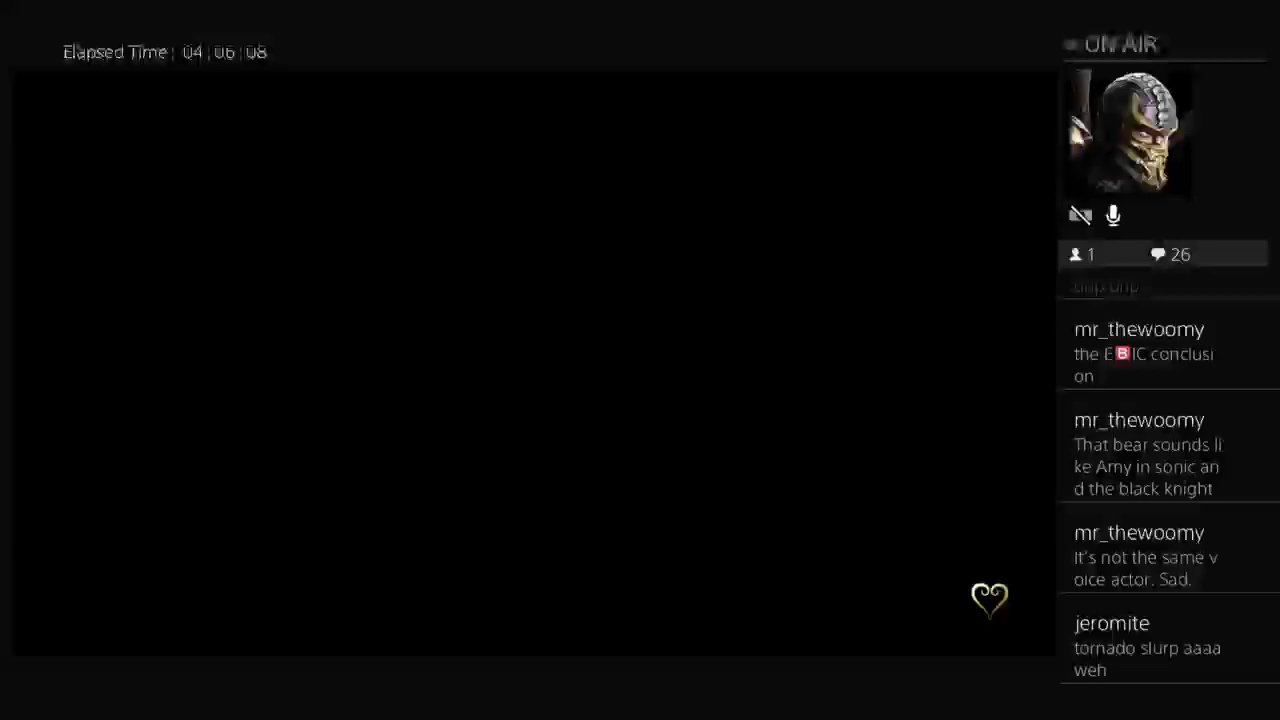 Elapsed Time | 04 : 06 : 08
ON AIR
1
26
mr_thewoomy
the E🅱️IC conclusi
on
mr_thewoomy
That bear sounds li
ke Amy in sonic an
d the black knight
mr_thewoomy
It's not the same v
oice actor. Sad.
jeromite
tornado slurp aaaa
weh